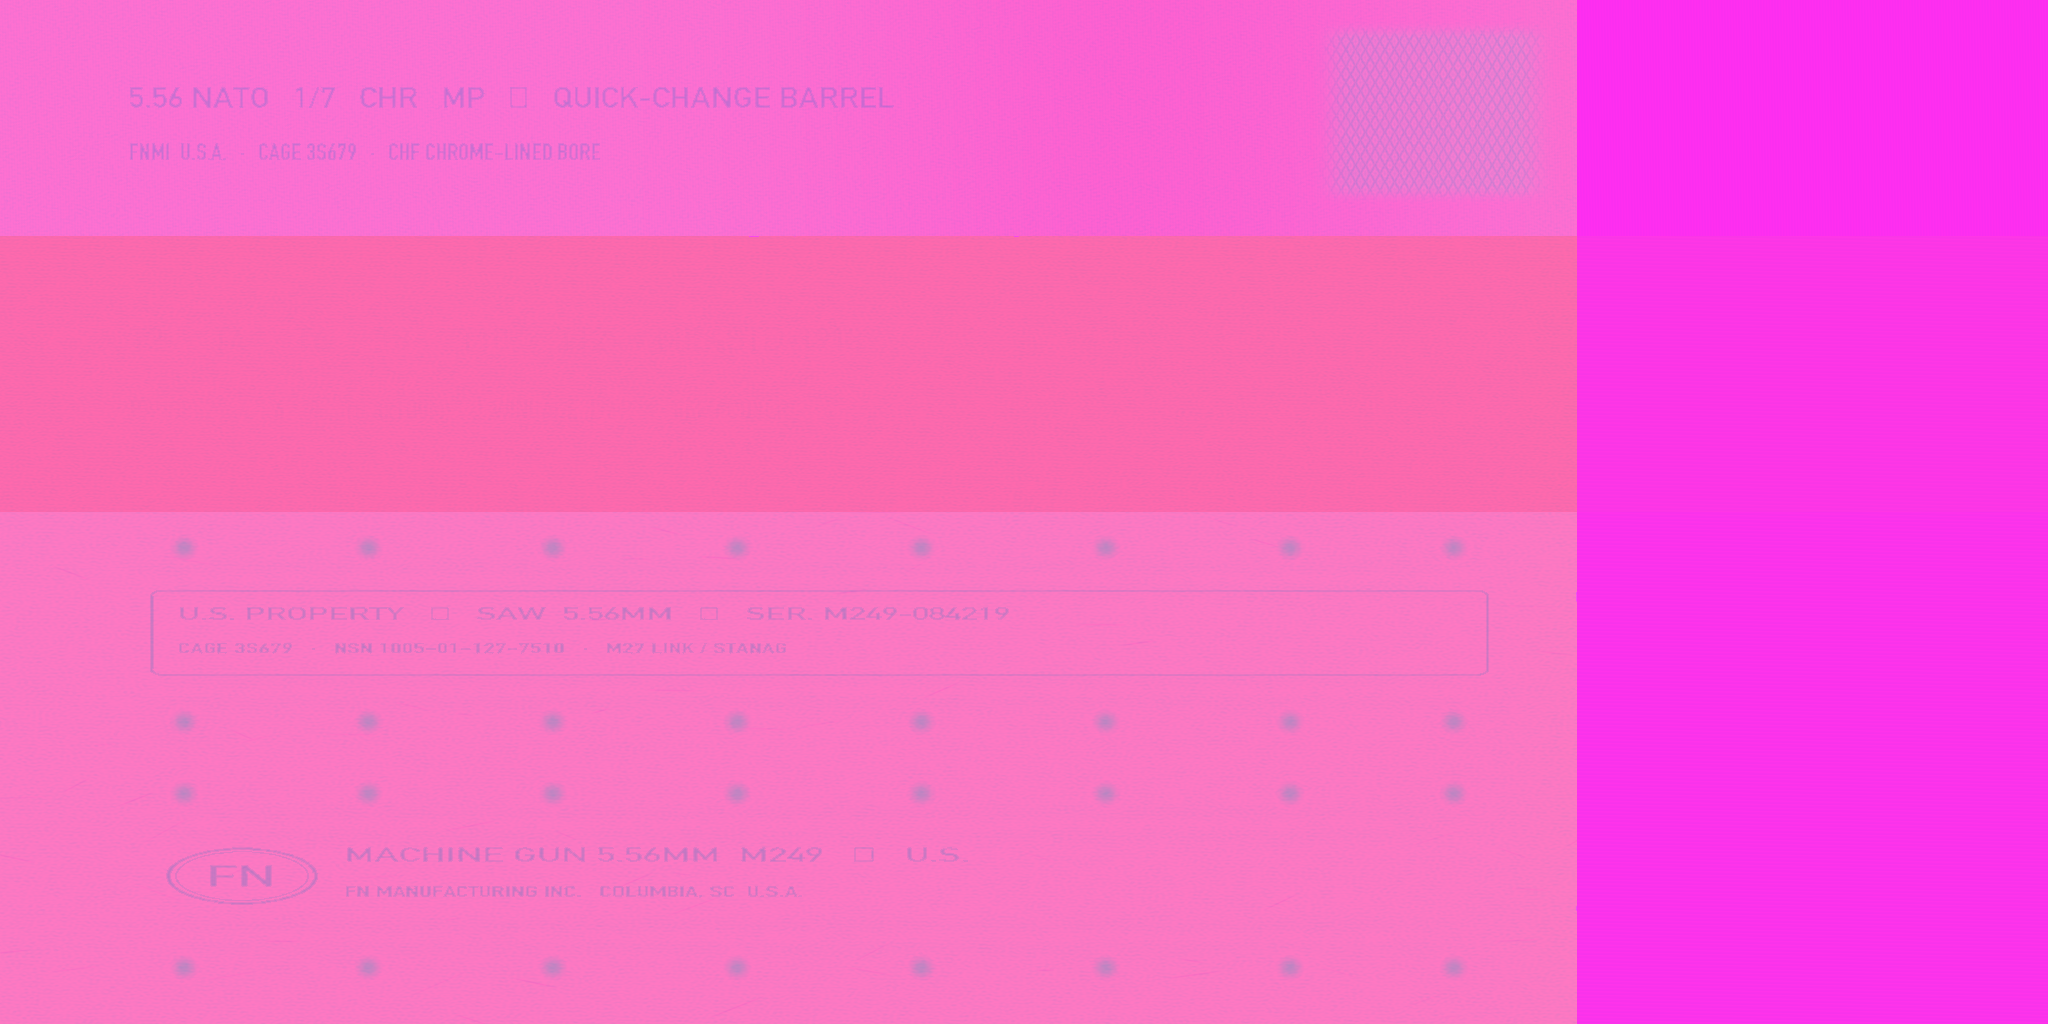 5.56 NATO 1/7 CHR MP □ QUICK-CHANGE BARREL
FNMI U.S.A. · CAGE 3S679 · CHF CHROME-LINED BORE
U.S. PROPERTY □ SAW 5.56MM □ SER. M249-084219
CAGE 3S679 · NSN 1005-01-127-7510 · M27 LINK / STANAG
MACHINE GUN 5.56MM M249 □ U.S.
FN
FN MANUFACTURING INC. COLUMBIA, SC U.S.A.